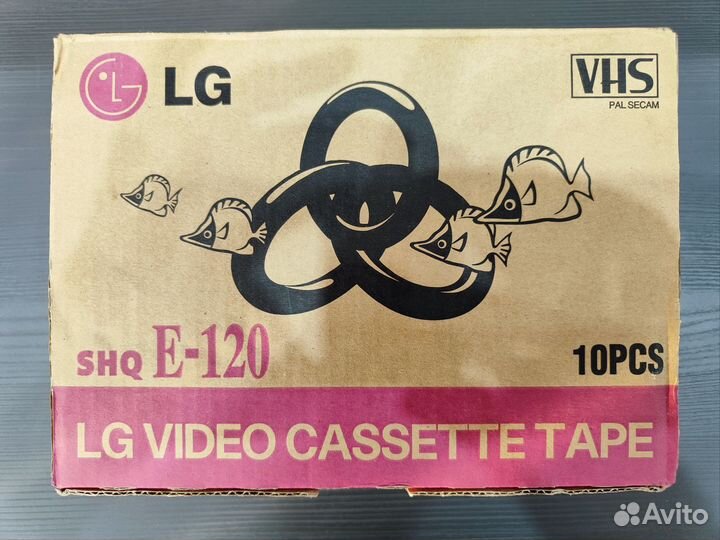 LG
VHS
PAL SECAM
SHQ E-120
10PCS
LG VIDEO CASSETTE TAPE
Avito